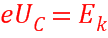 eU_C = E_k